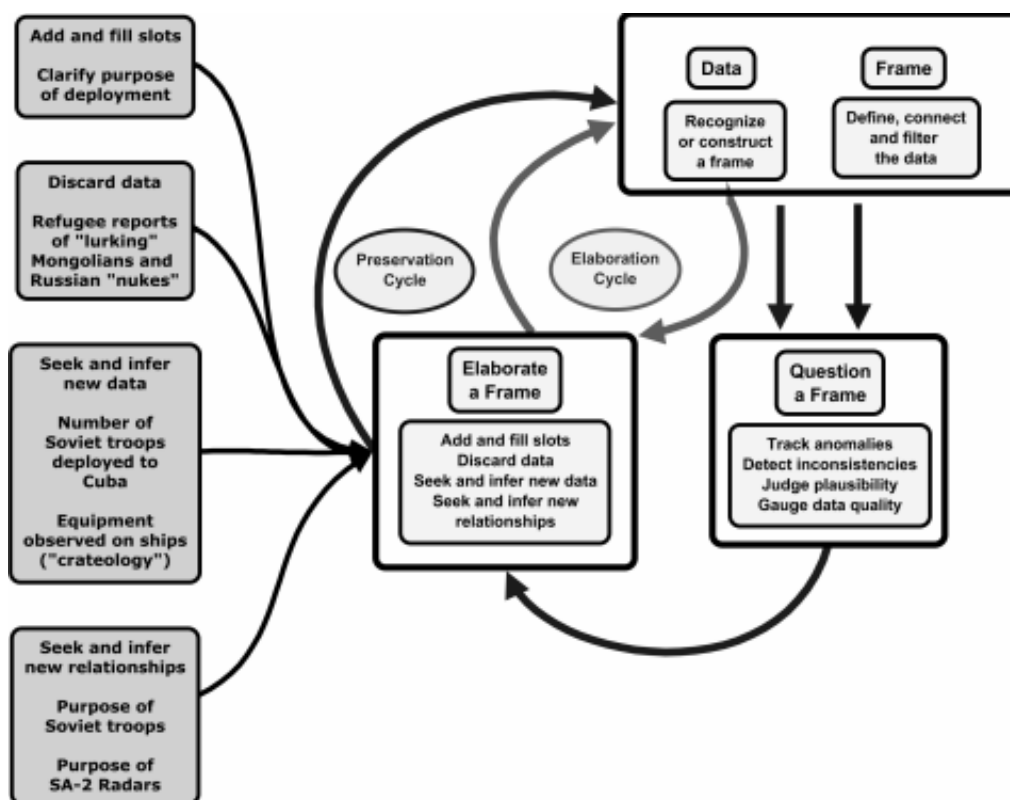 Add and fill slots
Clarify purpose
of deployment
Discard data
Refugee reports
of "lurking"
Mongolians and
Russian "nukes"
Seek and infer
new data
Number of
Soviet troops
deployed to
Cuba
Equipment
observed on ships
("crateology")
Seek and infer
new relationships
Purpose of
Soviet troops
Purpose of
SA-2 Radars
Preservation
Cycle
Elaboration
Cycle
Data
Recognize
or construct
a frame
Frame
Define, connect
and filter
the data
Elaborate
a Frame
Add and fill slots
Discard data
Seek and infer new data
Seek and infer new
relationships
Question
a Frame
Track anomalies
Detect inconsistencies
Judge plausibility
Gauge data quality